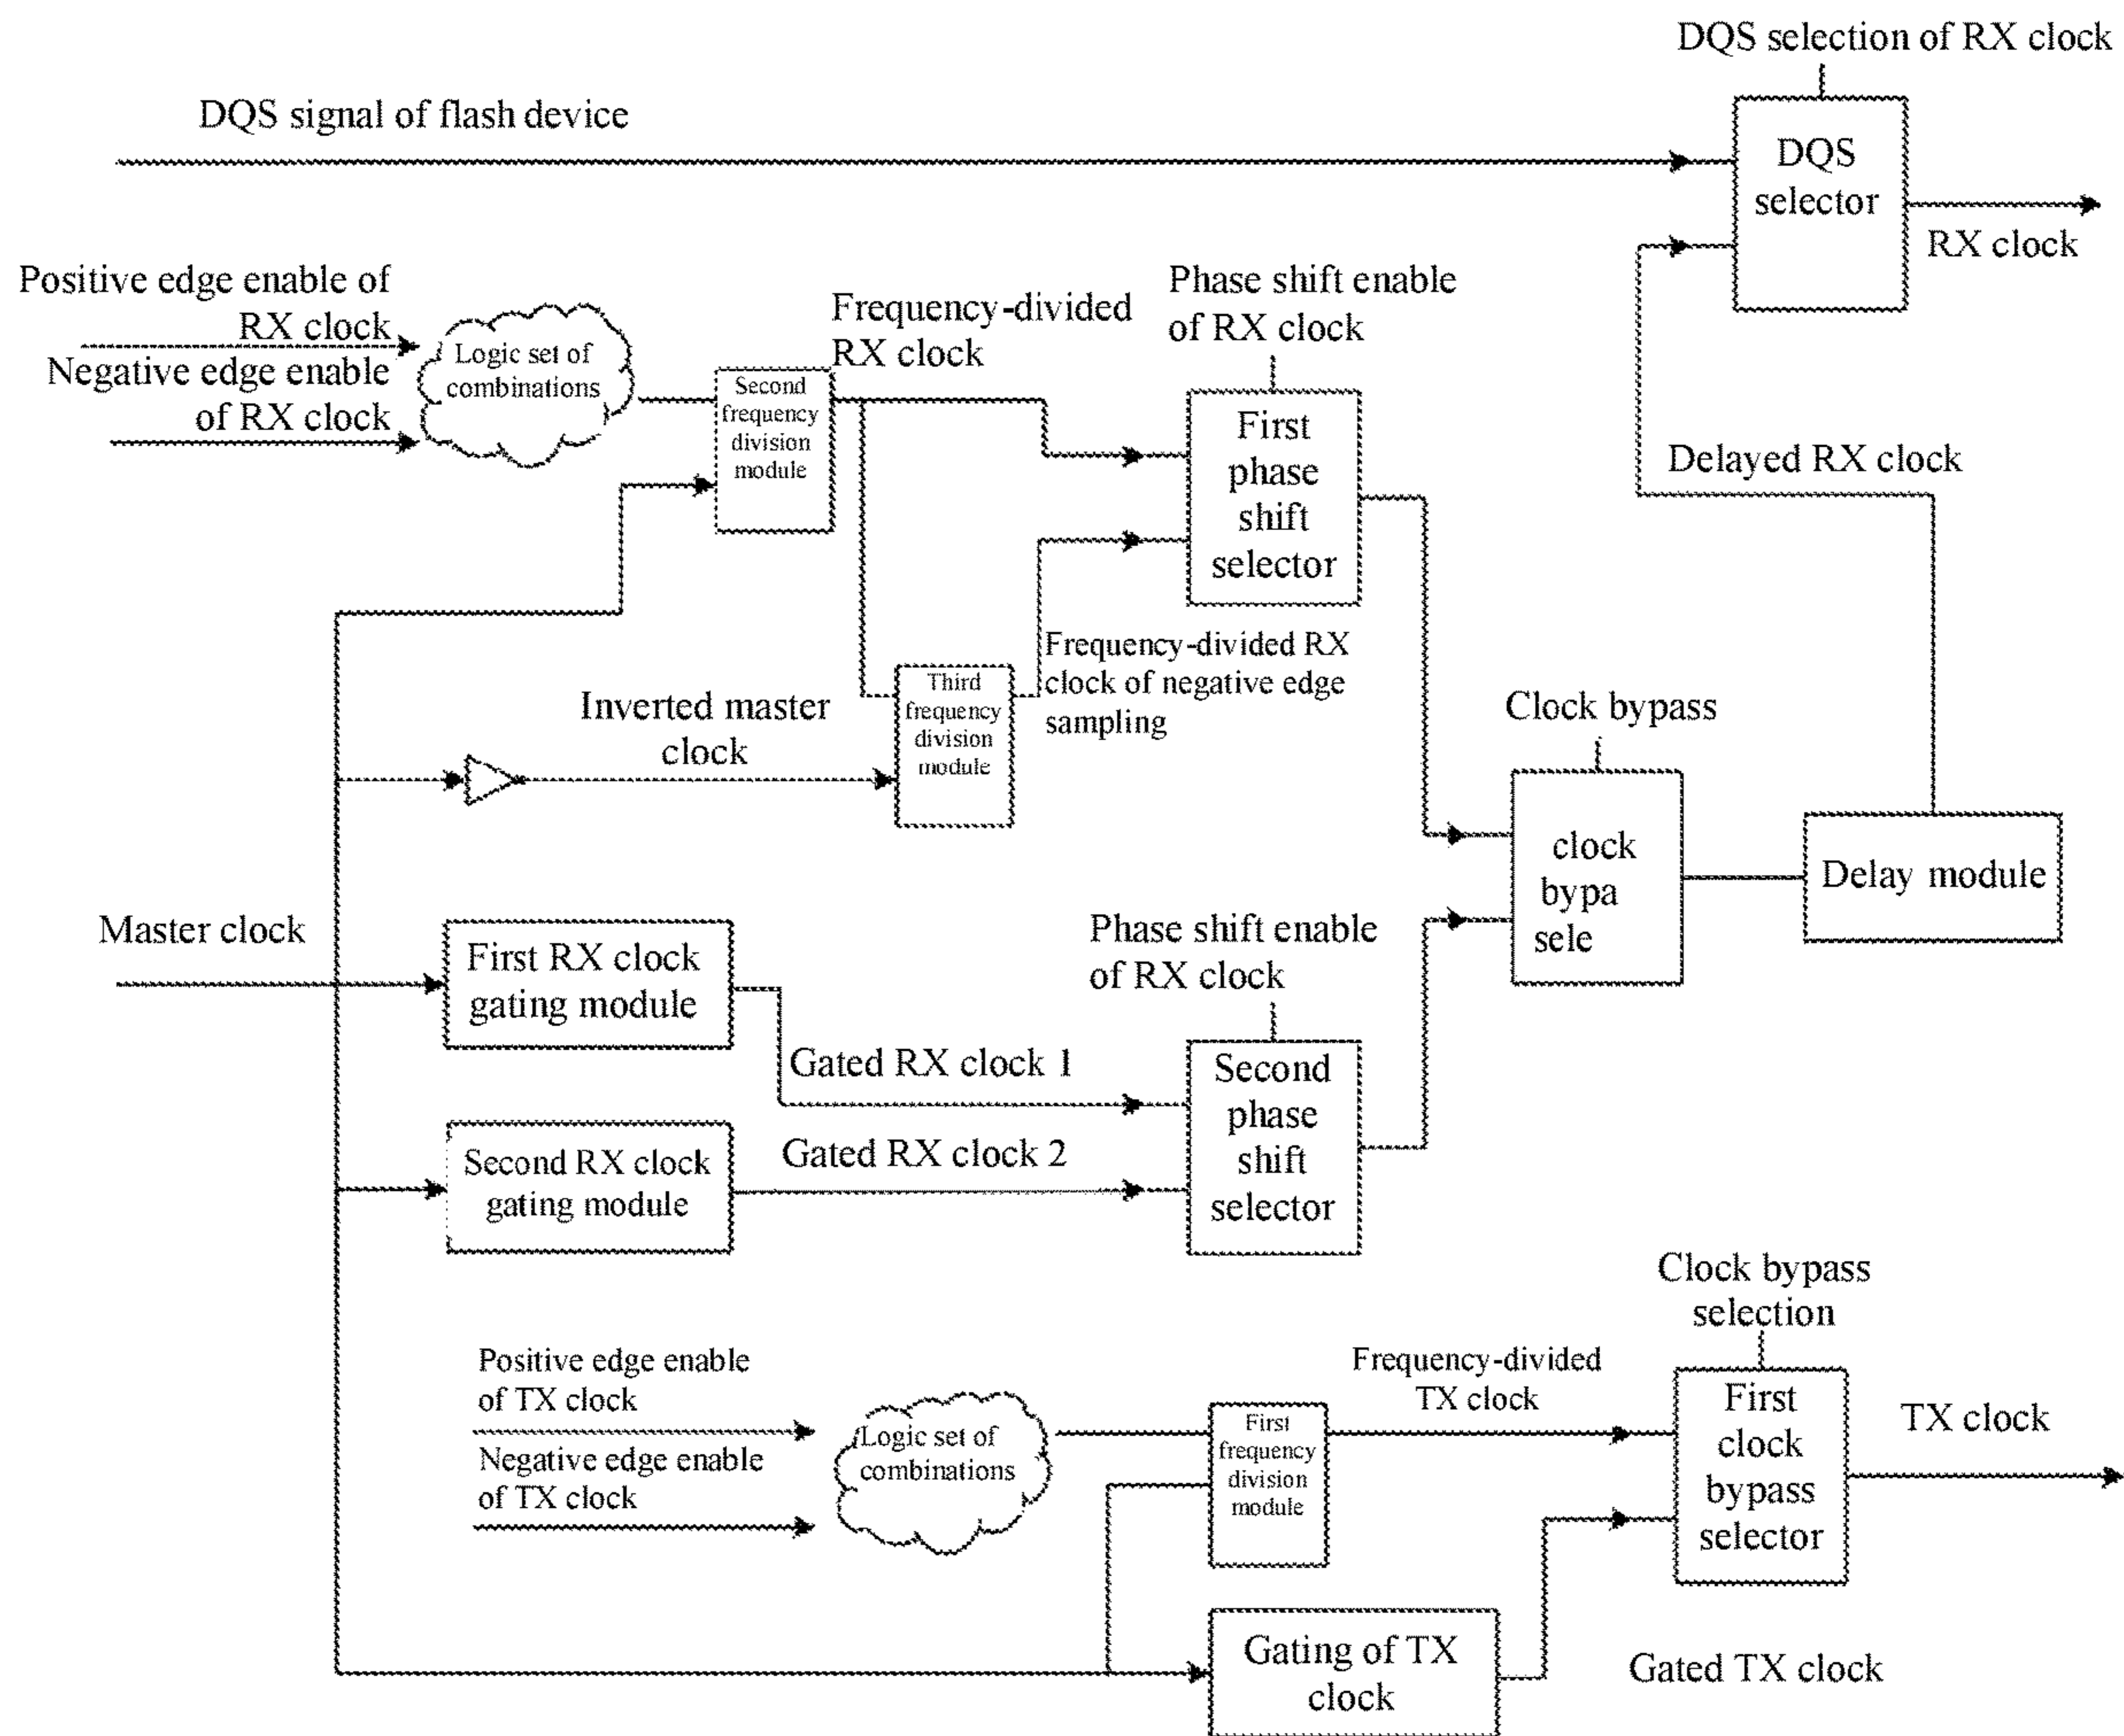 DQS selection of RX clock
DQS signal of flash device
DQS
selector
RX clock
Positive edge enable of
RX clock
Negative edge enable
of RX clock
Logic set of
combinations
Second
frequency
division
module
Frequency-divided
RX clock
Phase shift enable
of RX clock
First
phase
shift
selector
Delayed RX clock
Frequency-divided RX
clock of negative edge
sampling
Third
frequency
division
module
Inverted master
clock
Clock bypass
clock
bypa
sele
Delay module
Master clock
First RX clock
gating module
Phase shift enable
of RX clock
Gated RX clock 1
Second
phase
shift
selector
Second RX clock
gating module
Gated RX clock 2
Clock bypass
selection
Positive edge enable
of TX clock
Negative edge enable
of TX clock
Logic set of
combinations
First
frequency
division
module
Frequency-divided
TX clock
First
clock
bypass
selector
TX clock
Gating of TX
clock
Gated TX clock